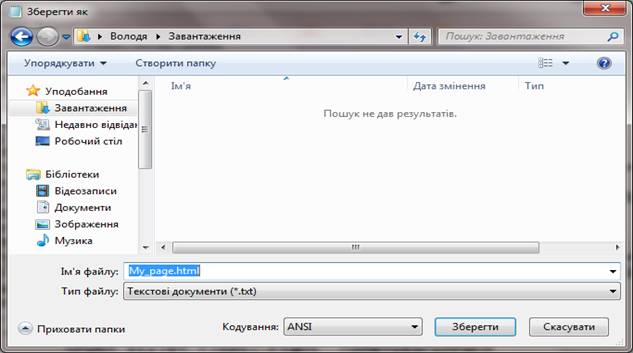 Зберегти як
Володя Завантаження
Пошук: Завантаження
Упорядкувати Створити папку
Уподобання
Завантаження
Недавно відвідан
Робочий стіл
Бібліотеки
Відеозаписи
Документи
Зображення
Музика
Ім'я Дата змінення Тип
Пошук не дав результатів.
Ім'я файлу: My_page.html
Тип файлу: Текстові документи (*.txt)
Приховати папки Кодування: ANSI Зберегти Скасувати